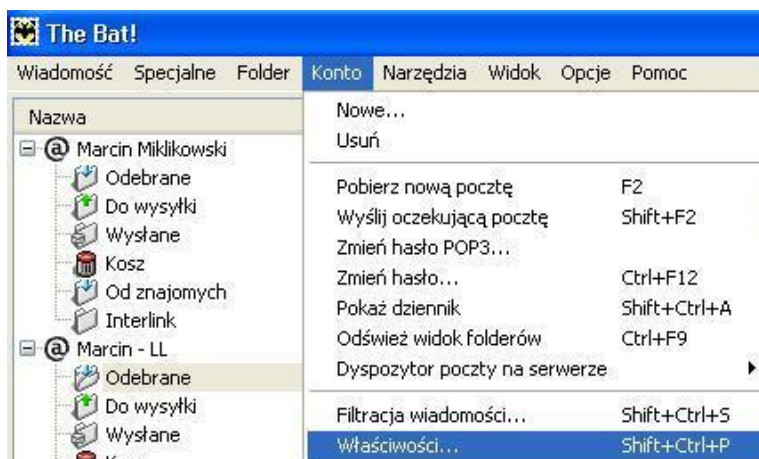 The Bat!
Wiadomość Specjalne Folder Konto Narzędzia Widok Opcje Pomoc
Nazwa
Marcin Miklikowski
Odebrane
Do wysyłki
Wysłane
Kosz
Od znajomych
Interlink
Marcin - LL
Odebrane
Do wysyłki
Wysłane
Nowe...
Usuń
Pobierz nową pocztę F2
Wyślij oczekującą pocztę Shift+F2
Zmień hasło POP3...
Zmień hasło... Ctrl+F12
Pokaż dziennik Shift+Ctrl+A
Odśwież widok folderów Ctrl+F9
Dyspozytor poczty na serwerze
Filtracja wiadomości... Shift+Ctrl+S
Właściwości... Shift+Ctrl+P